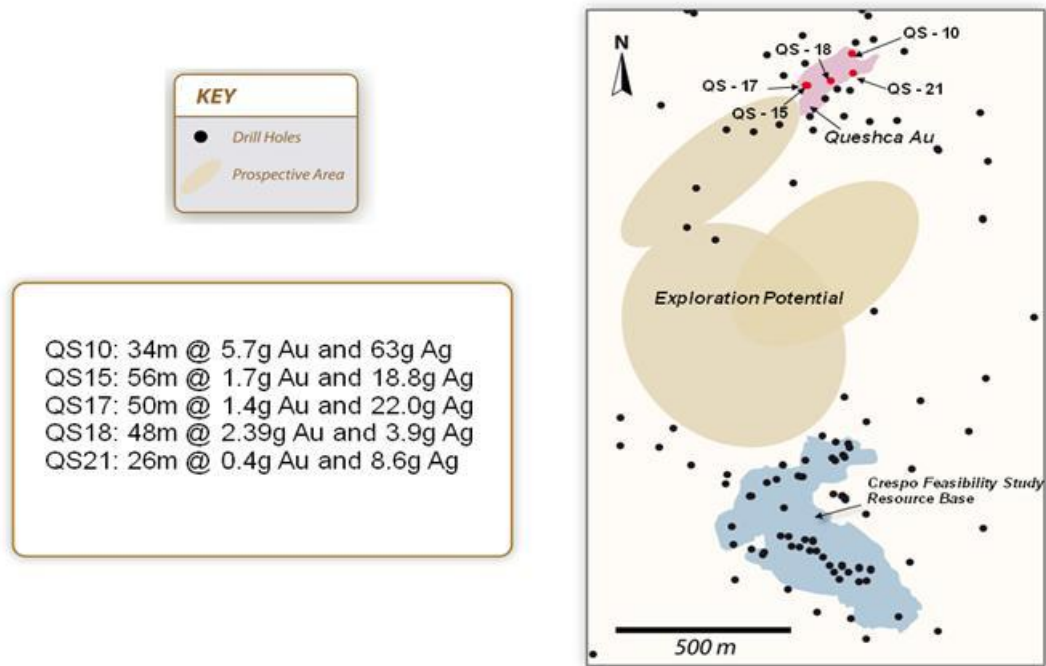 KEY
Drill Holes
Prospective Area
QS10: 34m @ 5.7g Au and 63g Ag
QS15: 56m @ 1.7g Au and 18.8g Ag
QS17: 50m @ 1.4g Au and 22.0g Ag
QS18: 48m @ 2.39g Au and 3.9g Ag
QS21: 26m @ 0.4g Au and 8.6g Ag
N
QS - 10
QS - 18
QS - 17
QS - 21
QS - 15
Queshca Au
Exploration Potential
Crespo Feasibility Study
Resource Base
500 m